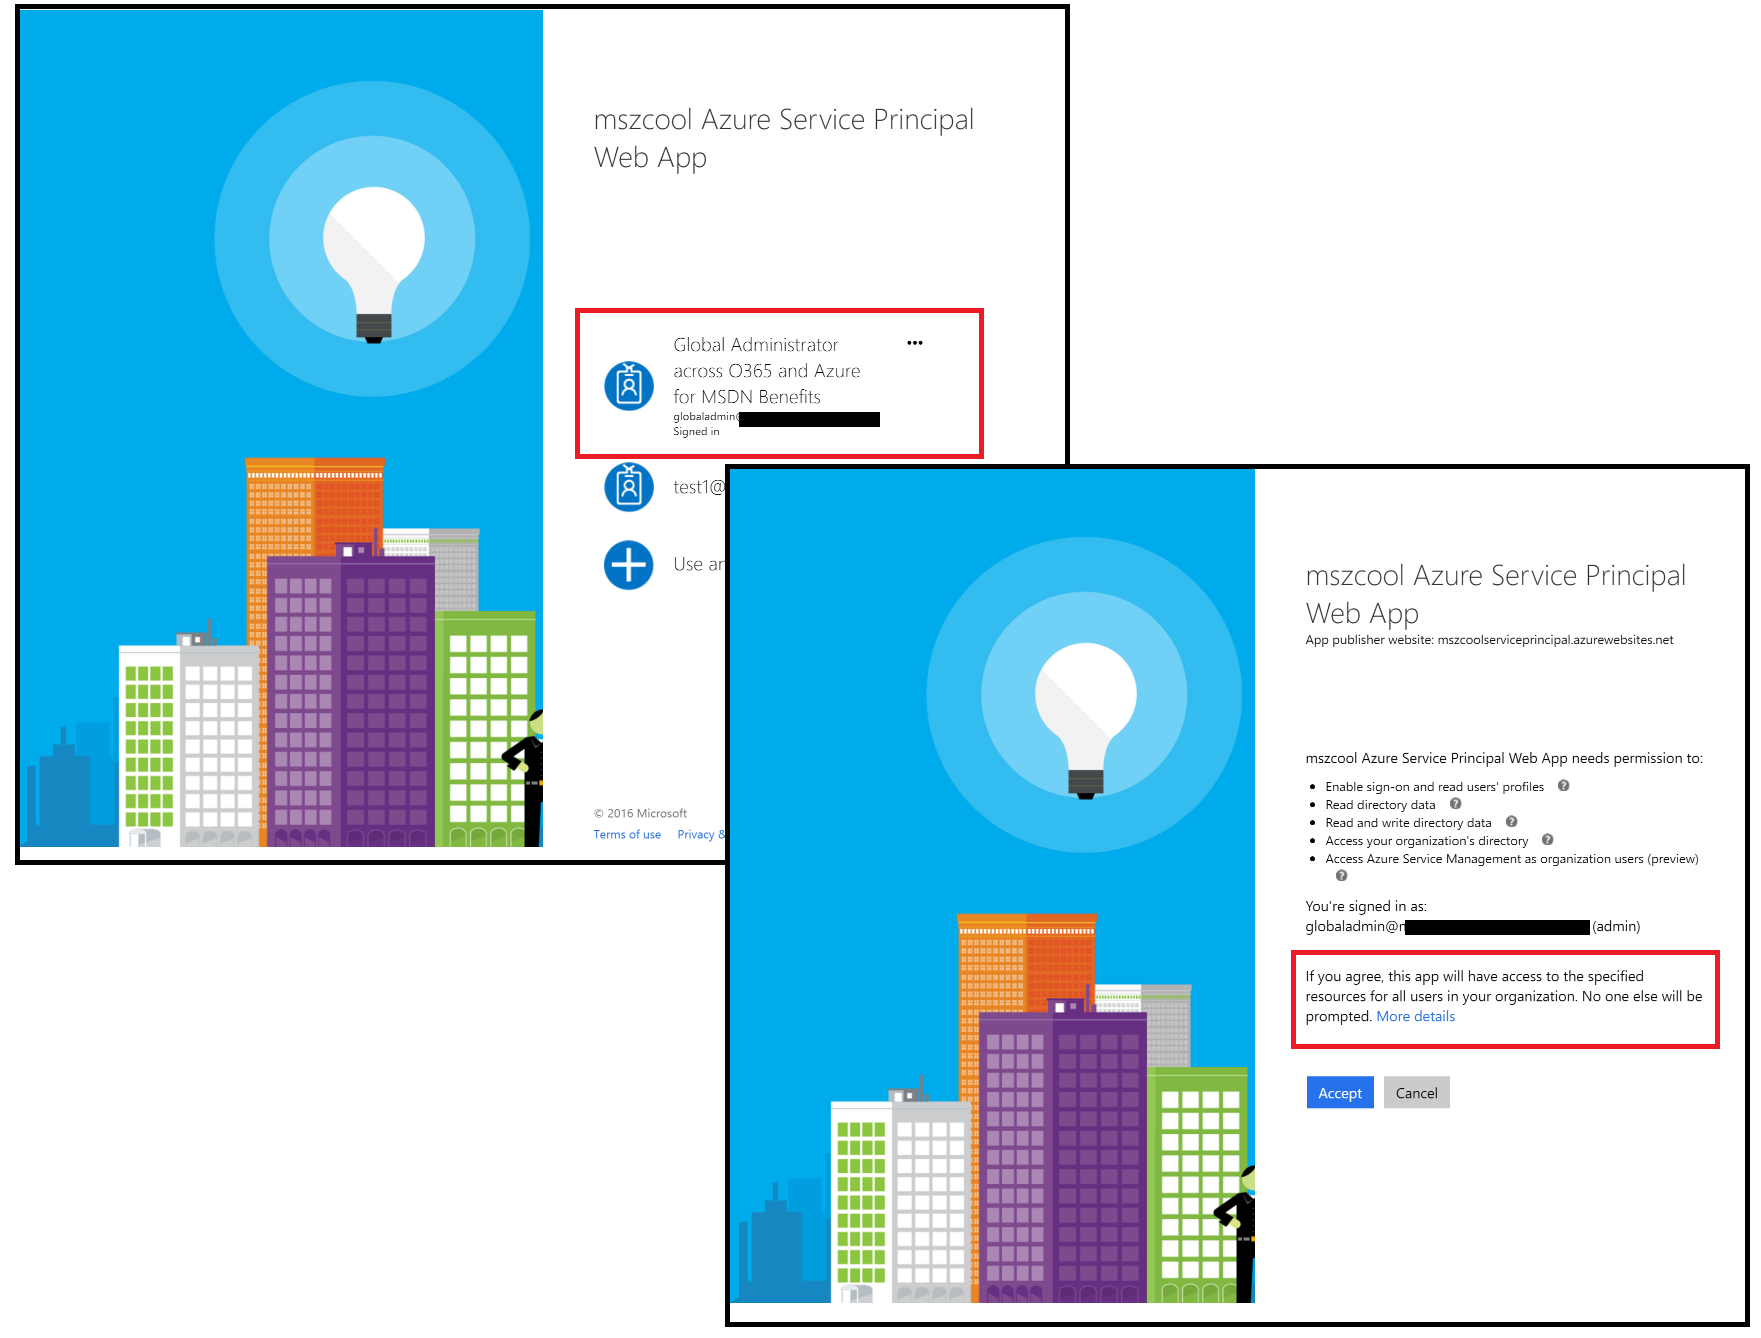 mszcool Azure Service Principal
Web App
Global Administrator
across O365 and Azure
for MSDN Benefits
globaladmin@
Signed in
test1@
Use
© 2016 Microsoft
Terms of use Privacy &
mszcool Azure Service Principal
Web App
App publisher website: mszcoolserviceprincipal.azurewebsites.net
mszcool Azure Service Principal Web App needs permission to:
• Enable sign-on and read users' profiles ?
• Read directory data ?
• Read and write directory data ?
• Access your organization's directory ?
• Access Azure Service Management as organization users (preview)
?
You're signed in as:
globaladmin@ (admin)
If you agree, this app will have access to the specified
resources for all users in your organization. No one else will be
prompted. More details
Accept Cancel